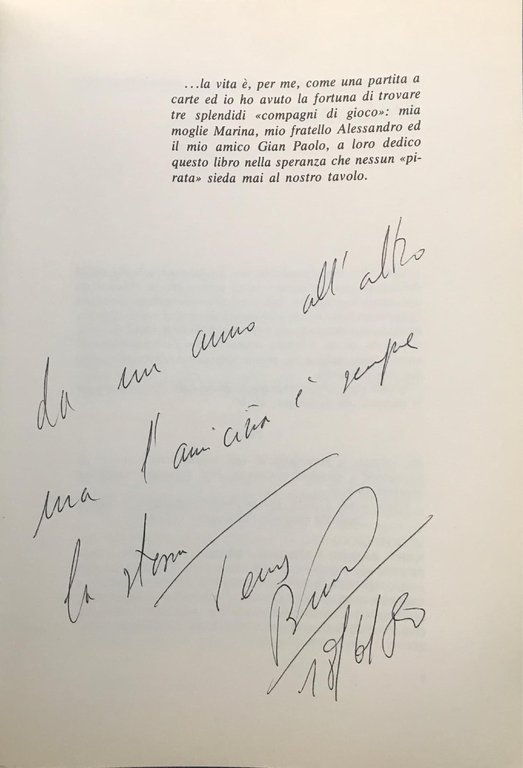 ...la vita è, per me, come una partita a
carte ed io ho avuto la fortuna di trovare
tre splendidi «compagni di gioco»: mia
moglie Marina, mio fratello Alessandro ed
il mio amico Gian Paolo, a loro dedico
questo libro nella speranza che nessun «pi-
rata» sieda mai al nostro tavolo.
da un anno all'altro
ma l'amicizia è sempre
la stessa
18/6/80